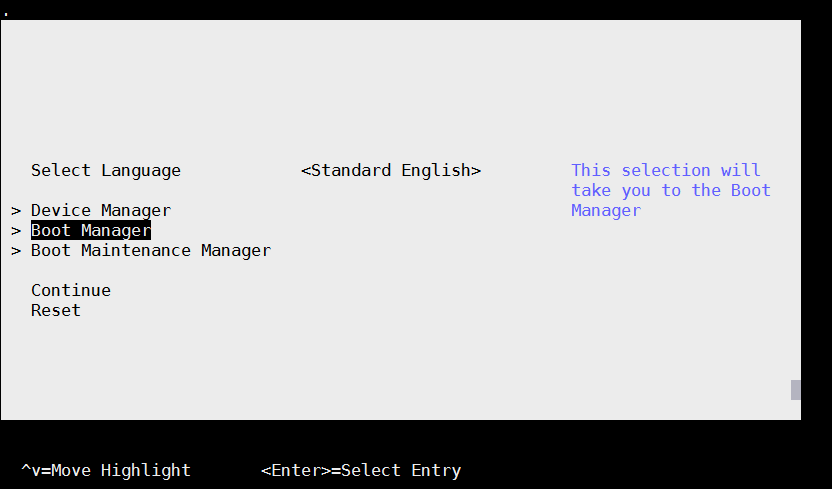 .
Select Language <Standard English> This selection will
take you to the Boot
> Device Manager Manager
> Boot Manager
> Boot Maintenance Manager
Continue
Reset
^v=Move Highlight <Enter>=Select Entry